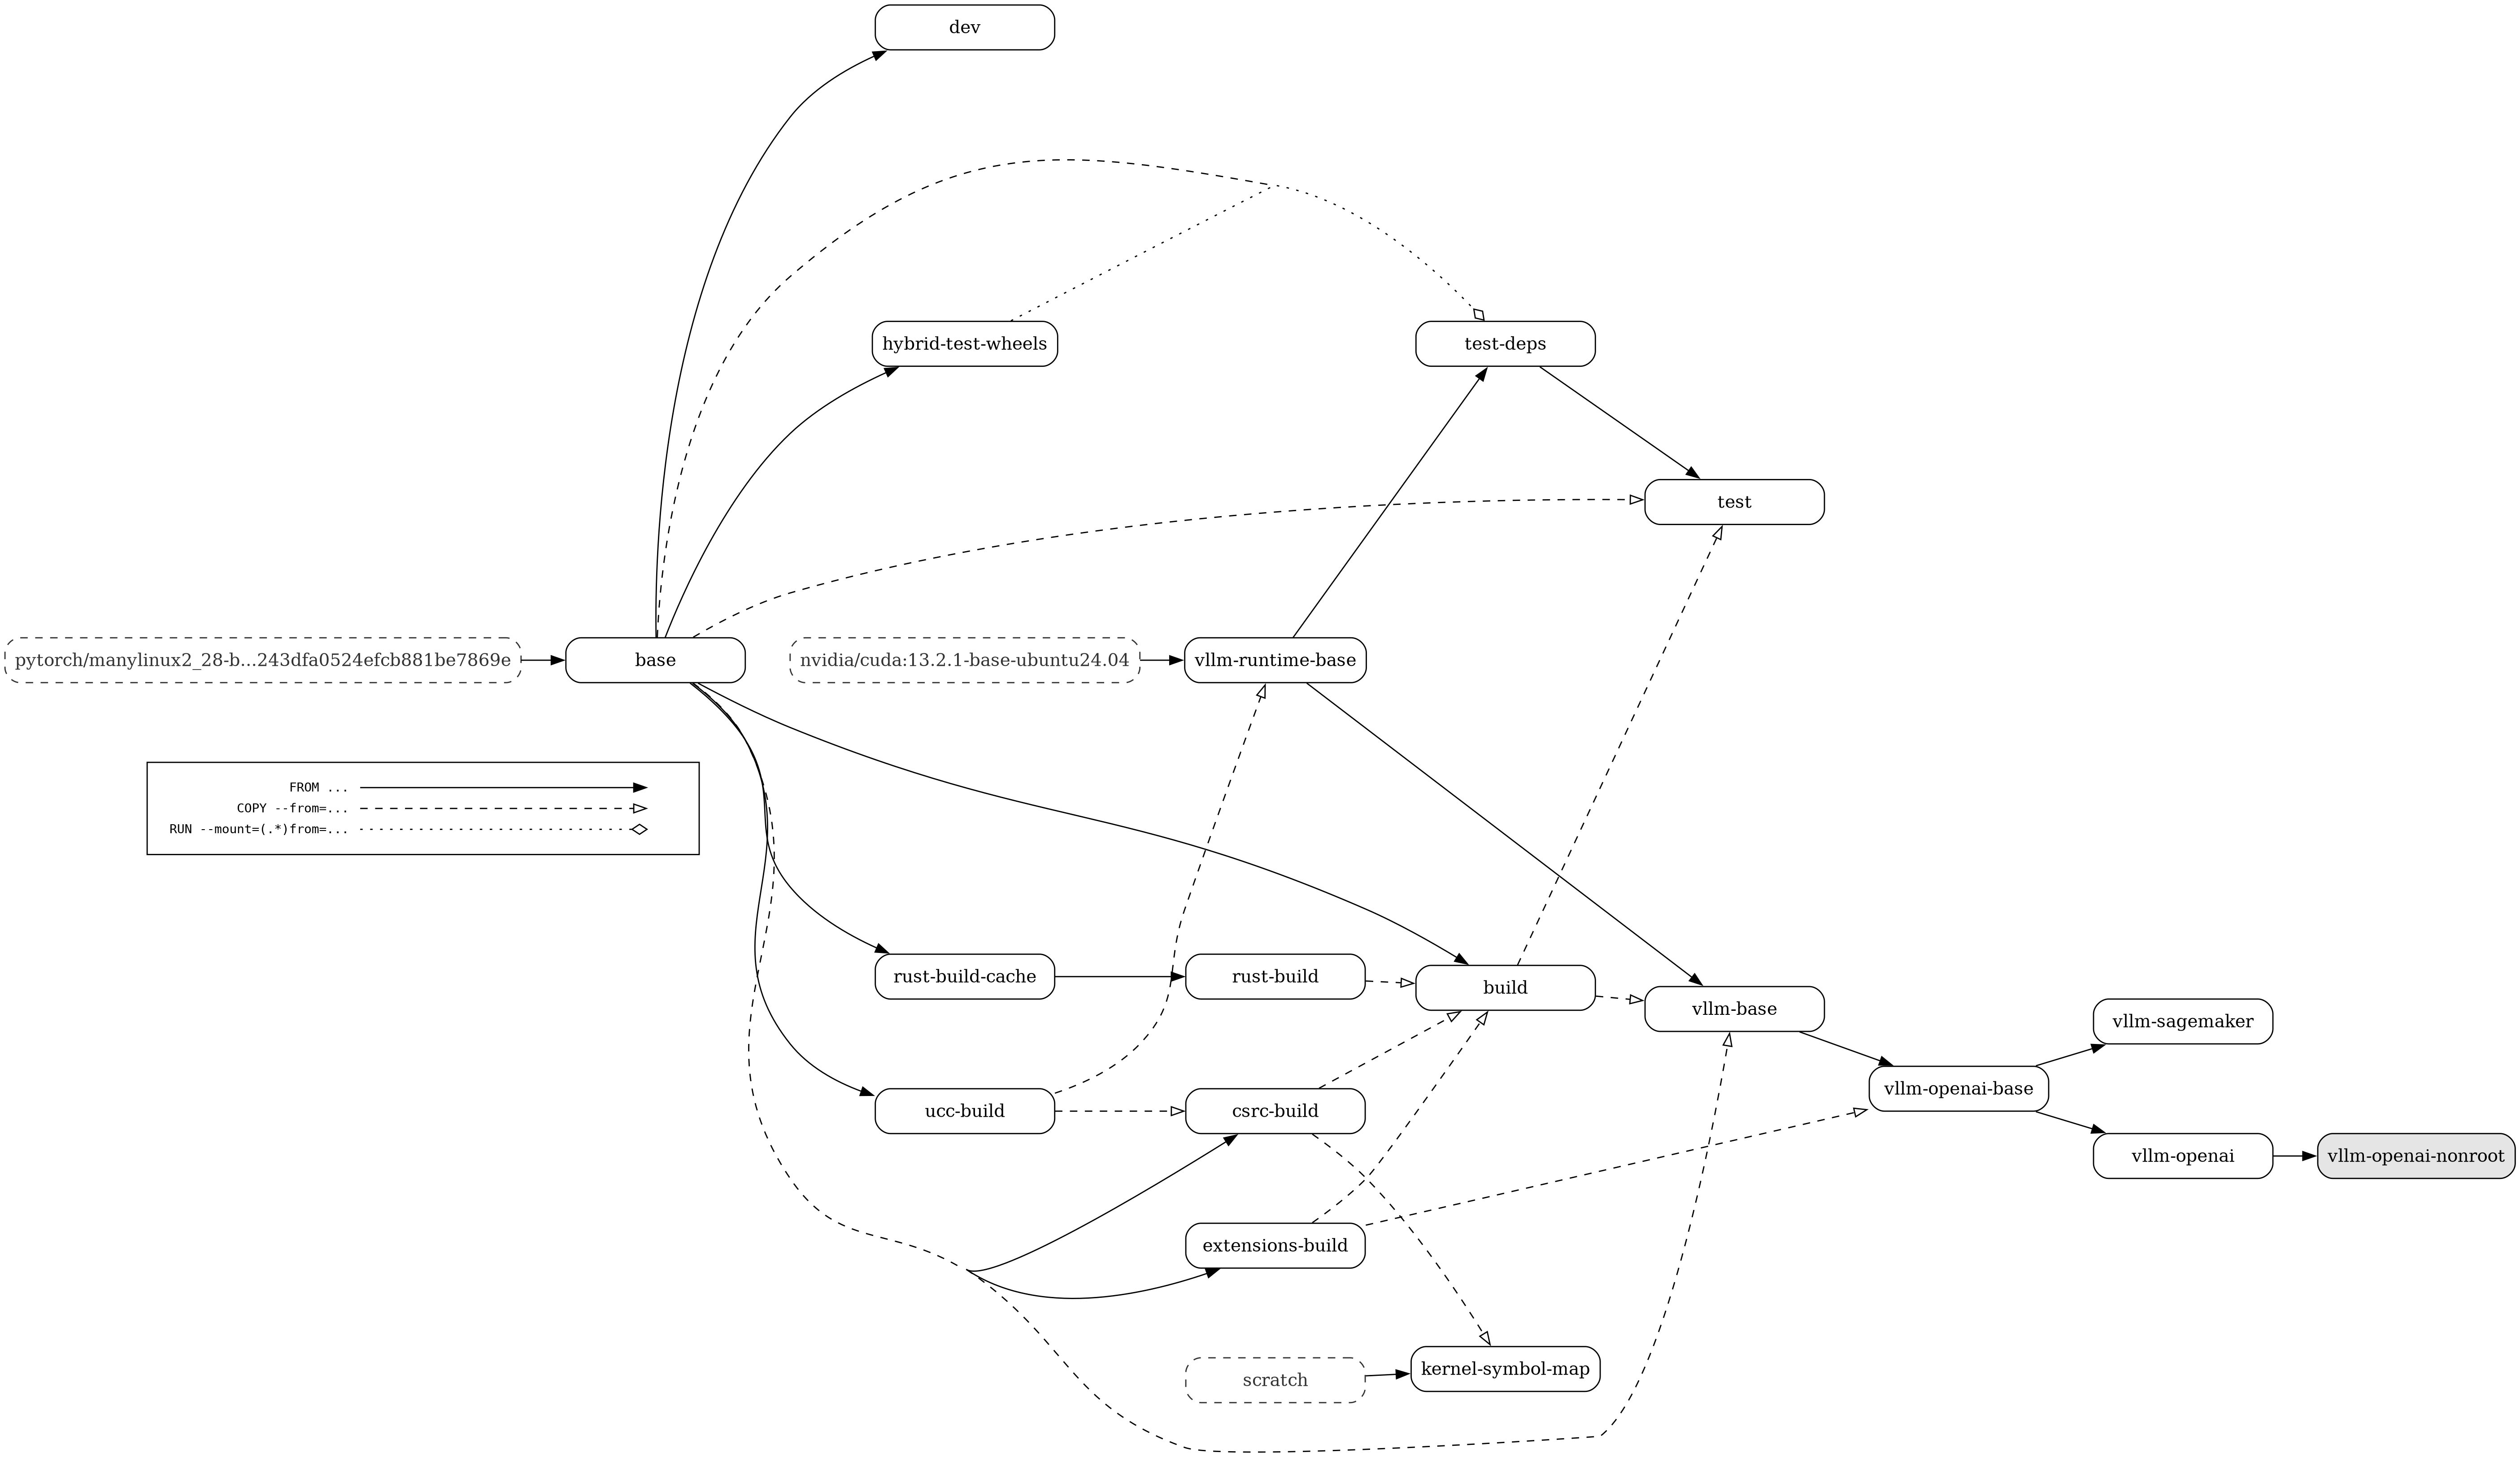 dev
hybrid-test-wheels
test-deps
test
pytorch/manylinux2_28-b...243dfa0524efcb881be7869e
base
nvidia/cuda:13.2.1-base-ubuntu24.04
vllm-runtime-base
FROM ...
COPY --from=...
RUN --mount=(.*)from=...
rust-build-cache
rust-build
build
vllm-base
vllm-sagemaker
ucc-build
csrc-build
vllm-openai-base
vllm-openai
vllm-openai-nonroot
extensions-build
scratch
kernel-symbol-map